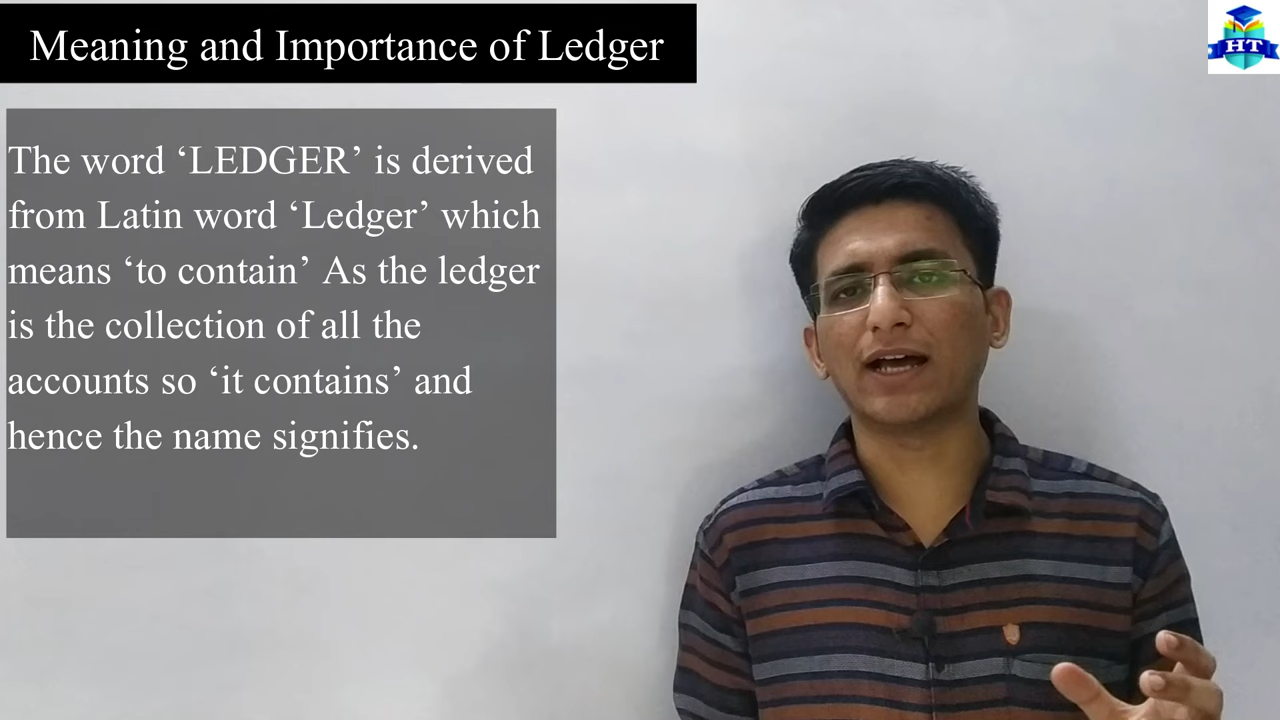 Meaning and Importance of Ledger
HT
The word ‘LEDGER’ is derived
from Latin word ‘Ledger’ which
means ‘to contain’ As the ledger
is the collection of all the
accounts so ‘it contains’ and
hence the name signifies.